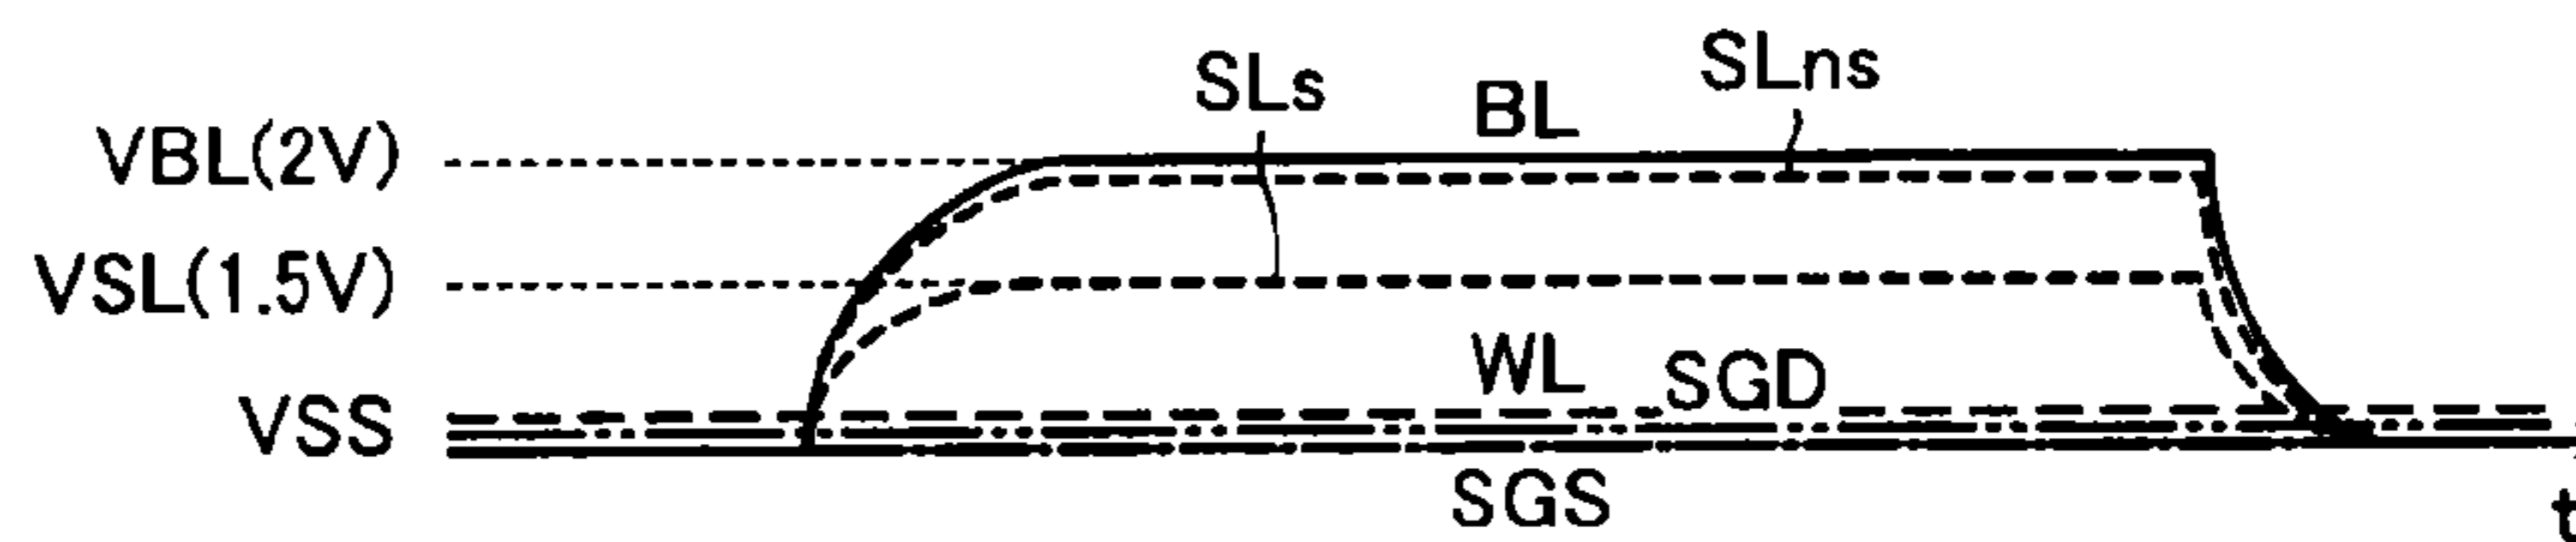 SLs
BL
SLns
VBL(2V)
VSL(1.5V)
WL
SGD
VSS
SGS
t